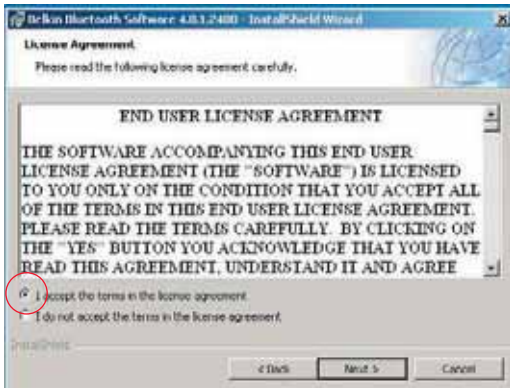 Belkin Bluetooth Software 4.0.1.2400 - InstallShield Wizard
License Agreement
Please read the following license agreement carefully.
END USER LICENSE AGREEMENT
THE SOFTWARE ACCOMPANYING THIS END USER
LICENSE AGREEMENT (THE "SOFTWARE") IS LICENSED
TO YOU ONLY ON THE CONDITION THAT YOU ACCEPT ALL
OF THE TERMS IN THIS END USER LICENSE AGREEMENT.
PLEASE READ THE TERMS CAREFULLY. BY CLICKING ON
THE "YES" BUTTON YOU ACKNOWLEDGE THAT YOU HAVE
READ THIS AGREEMENT, UNDERSTAND IT AND AGREE
I accept the terms in the license agreement
I do not accept the terms in the license agreement
InstallShield
< Back
Next >
Cancel